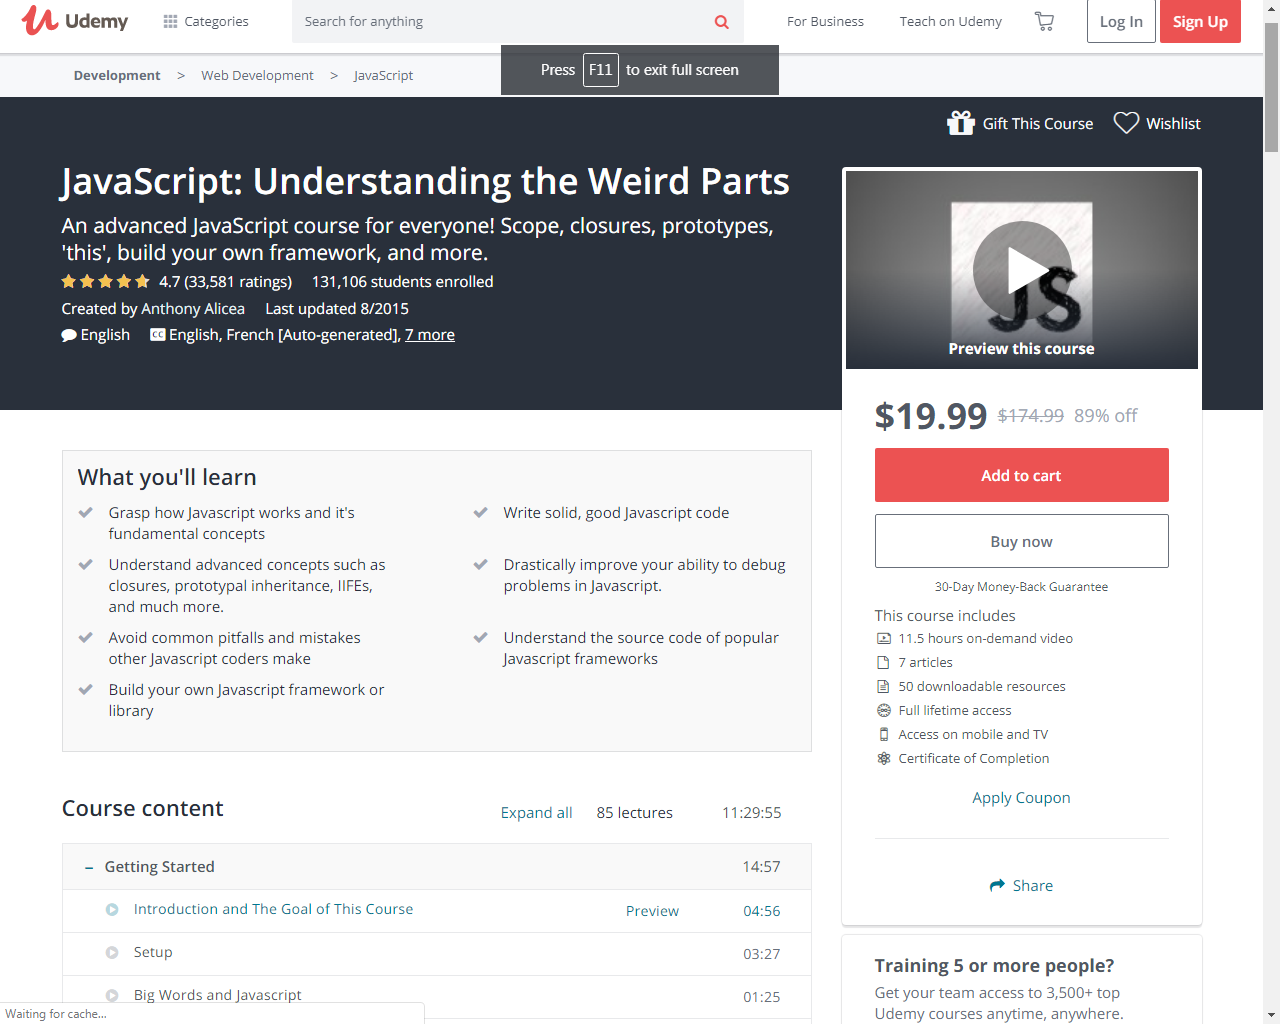 Udemy
Categories
Search for anything
For Business
Teach on Udemy
Log In
Sign Up
Press F11 to exit full screen
Development > Web Development > JavaScript
Gift This Course
Wishlist
JavaScript: Understanding the Weird Parts
An advanced JavaScript course for everyone! Scope, closures, prototypes,
'this', build your own framework, and more.
4.7 (33,581 ratings) 131,106 students enrolled
Created by Anthony Alicea Last updated 8/2015
English CC English, French [Auto-generated], 7 more
JS
Preview this course
$19.99 $174.99 89% off
Add to cart
Buy now
30-Day Money-Back Guarantee
This course includes
11.5 hours on-demand video
7 articles
50 downloadable resources
Full lifetime access
Access on mobile and TV
Certificate of Completion
Apply Coupon
Share
Training 5 or more people?
Get your team access to 3,500+ top
Udemy courses anytime, anywhere.
What you'll learn
Grasp how Javascript works and it's
fundamental concepts
Write solid, good Javascript code
Understand advanced concepts such as
closures, prototypal inheritance, IIFEs,
and much more.
Drastically improve your ability to debug
problems in Javascript.
Avoid common pitfalls and mistakes
other Javascript coders make
Understand the source code of popular
Javascript frameworks
Build your own Javascript framework or
library
Course content
Expand all 85 lectures 11:29:55
– Getting Started 14:57
Introduction and The Goal of This Course Preview 04:56
Setup 03:27
Big Words and Javascript 01:25
Waiting for cache...